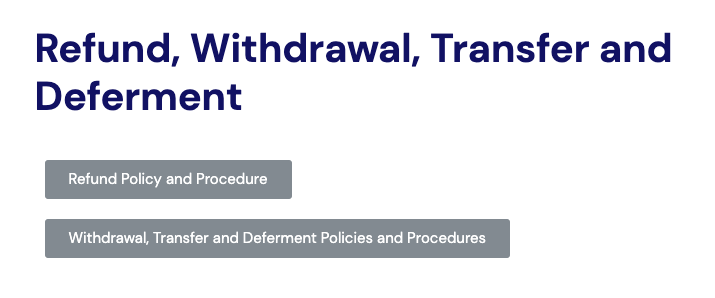 Refund, Withdrawal, Transfer and
Deferment
Refund Policy and Procedure
Withdrawal, Transfer and Deferment Policies and Procedures